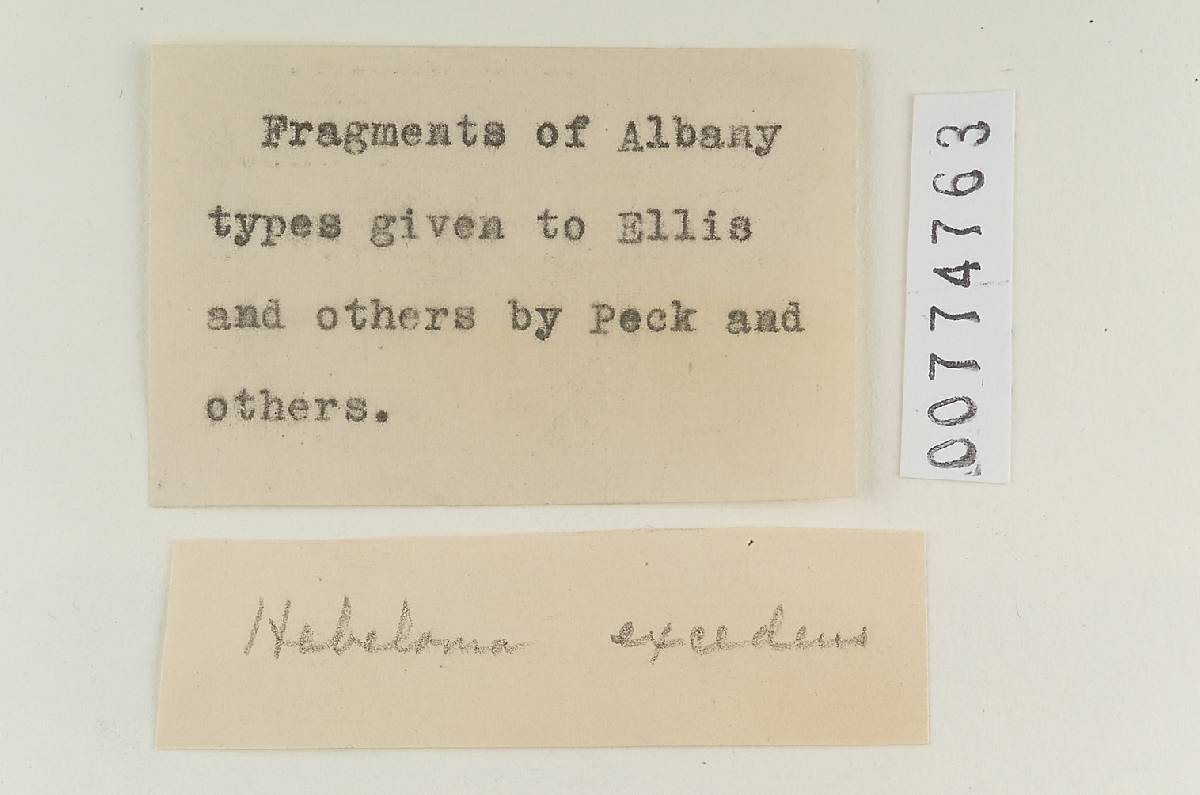 Fragments of Albany
types given to Ellis
and others by Peck and
others.
00774763
Hebeloma excedens